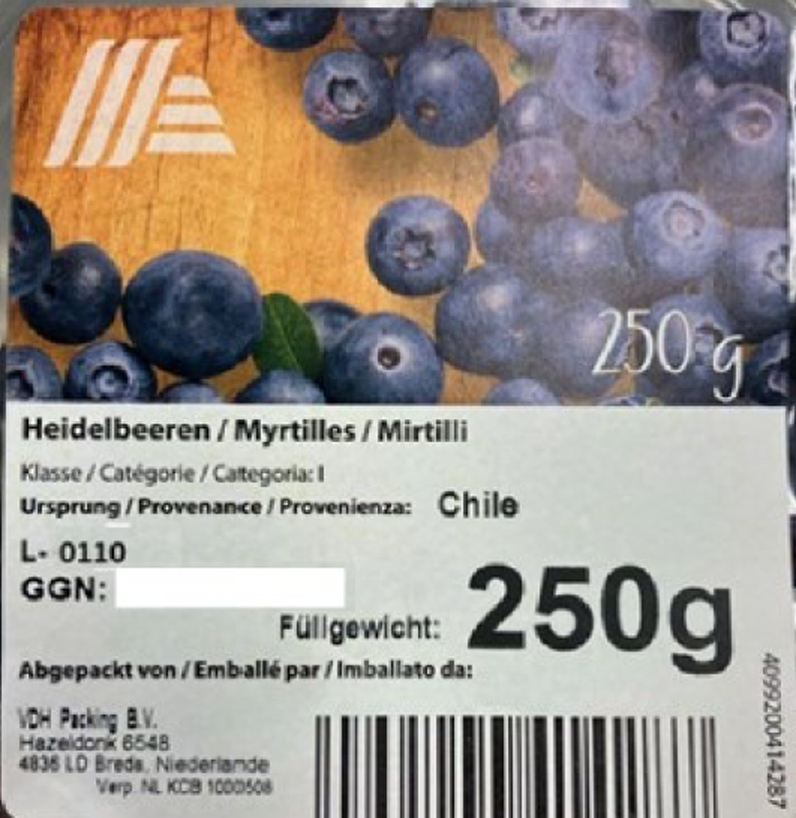 250 g
Heidelbeeren / Myrtilles / Mirtilli
Klasse / Catégorie / Categoria: I
Ursprung / Provenance / Provenienza: Chile
L- 0110
GGN:
Füllgewicht: 250g
Abgepackt von / Emballé par / Imballato da:
VDH Packing B.V.
Hazeldonk 6548
4836 LD Breda, Niederlande
Verp. NL KCB 1000508
4099200414287